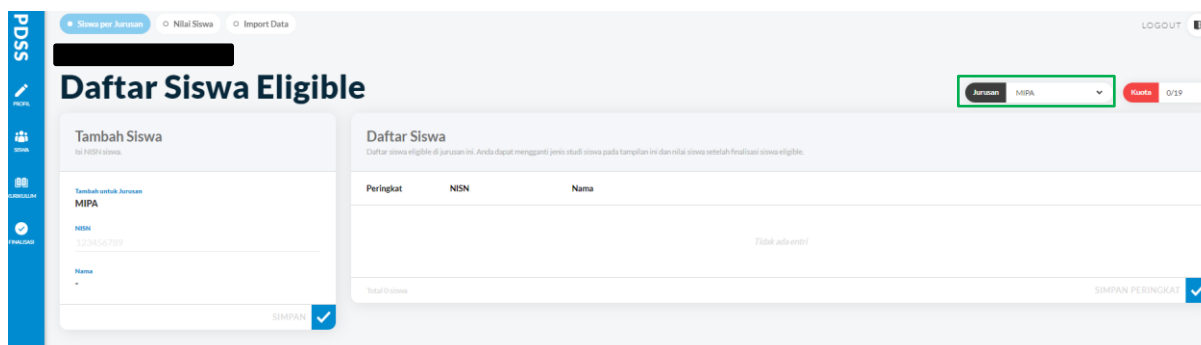 PDSS
PROFIL
SISWA
KURIKULUM
FINALISASI
Siswa per Jurusan
Nilai Siswa
Import Data
LOGOUT
Daftar Siswa Eligible
Jurusan MIPA
Kuota 0/19
Tambah Siswa
Isi NISN siswa.
Tambah untuk Jurusan
MIPA
NISN
123456789
Nama
-
SIMPAN
Daftar Siswa
Daftar siswa eligible di jurusan ini. Anda dapat mengganti jenis studi siswa pada tampilan ini dan nilai siswa setelah finalisasi siswa eligible.
Peringkat NISN Nama
Tidak ada entri
Total 0 siswa
SIMPAN PERINGKAT